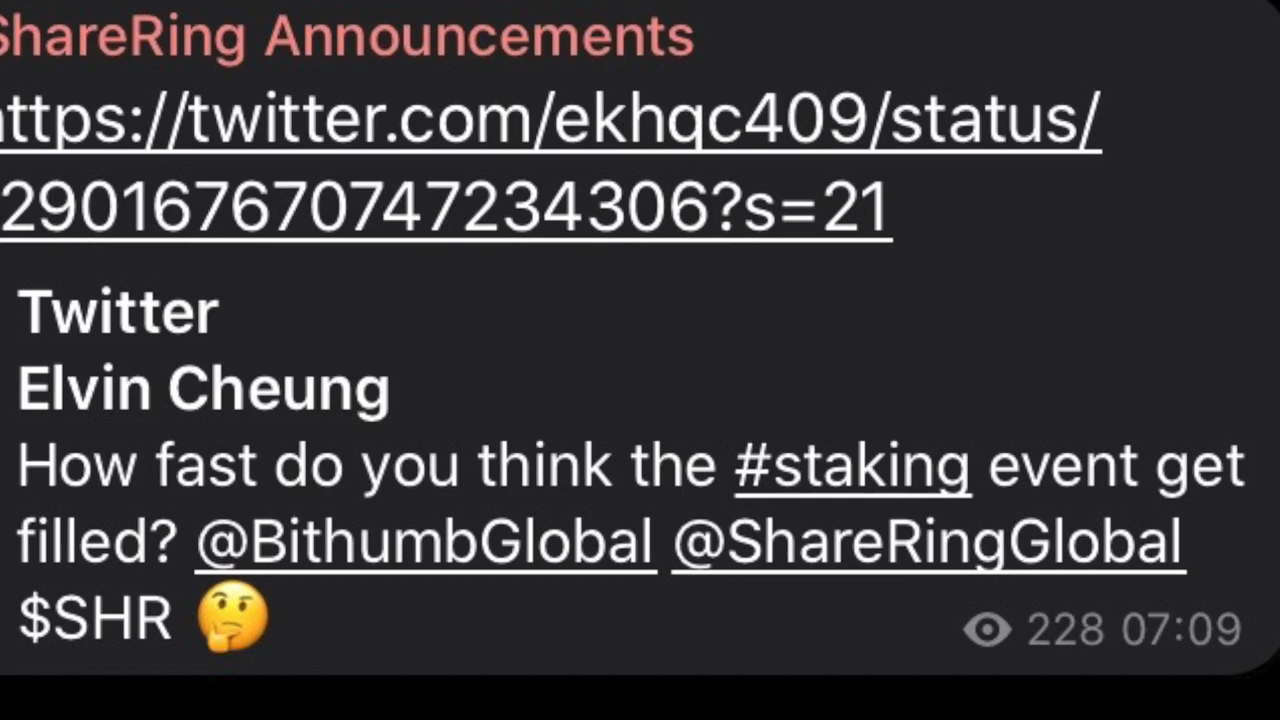 ShareRing Announcements
https://twitter.com/ekhqc409/status/
290167670747234306?s=21
Twitter
Elvin Cheung
How fast do you think the #staking event get
filled? @BithumbGlobal @ShareRingGlobal
$SHR 🤔
228 07:09